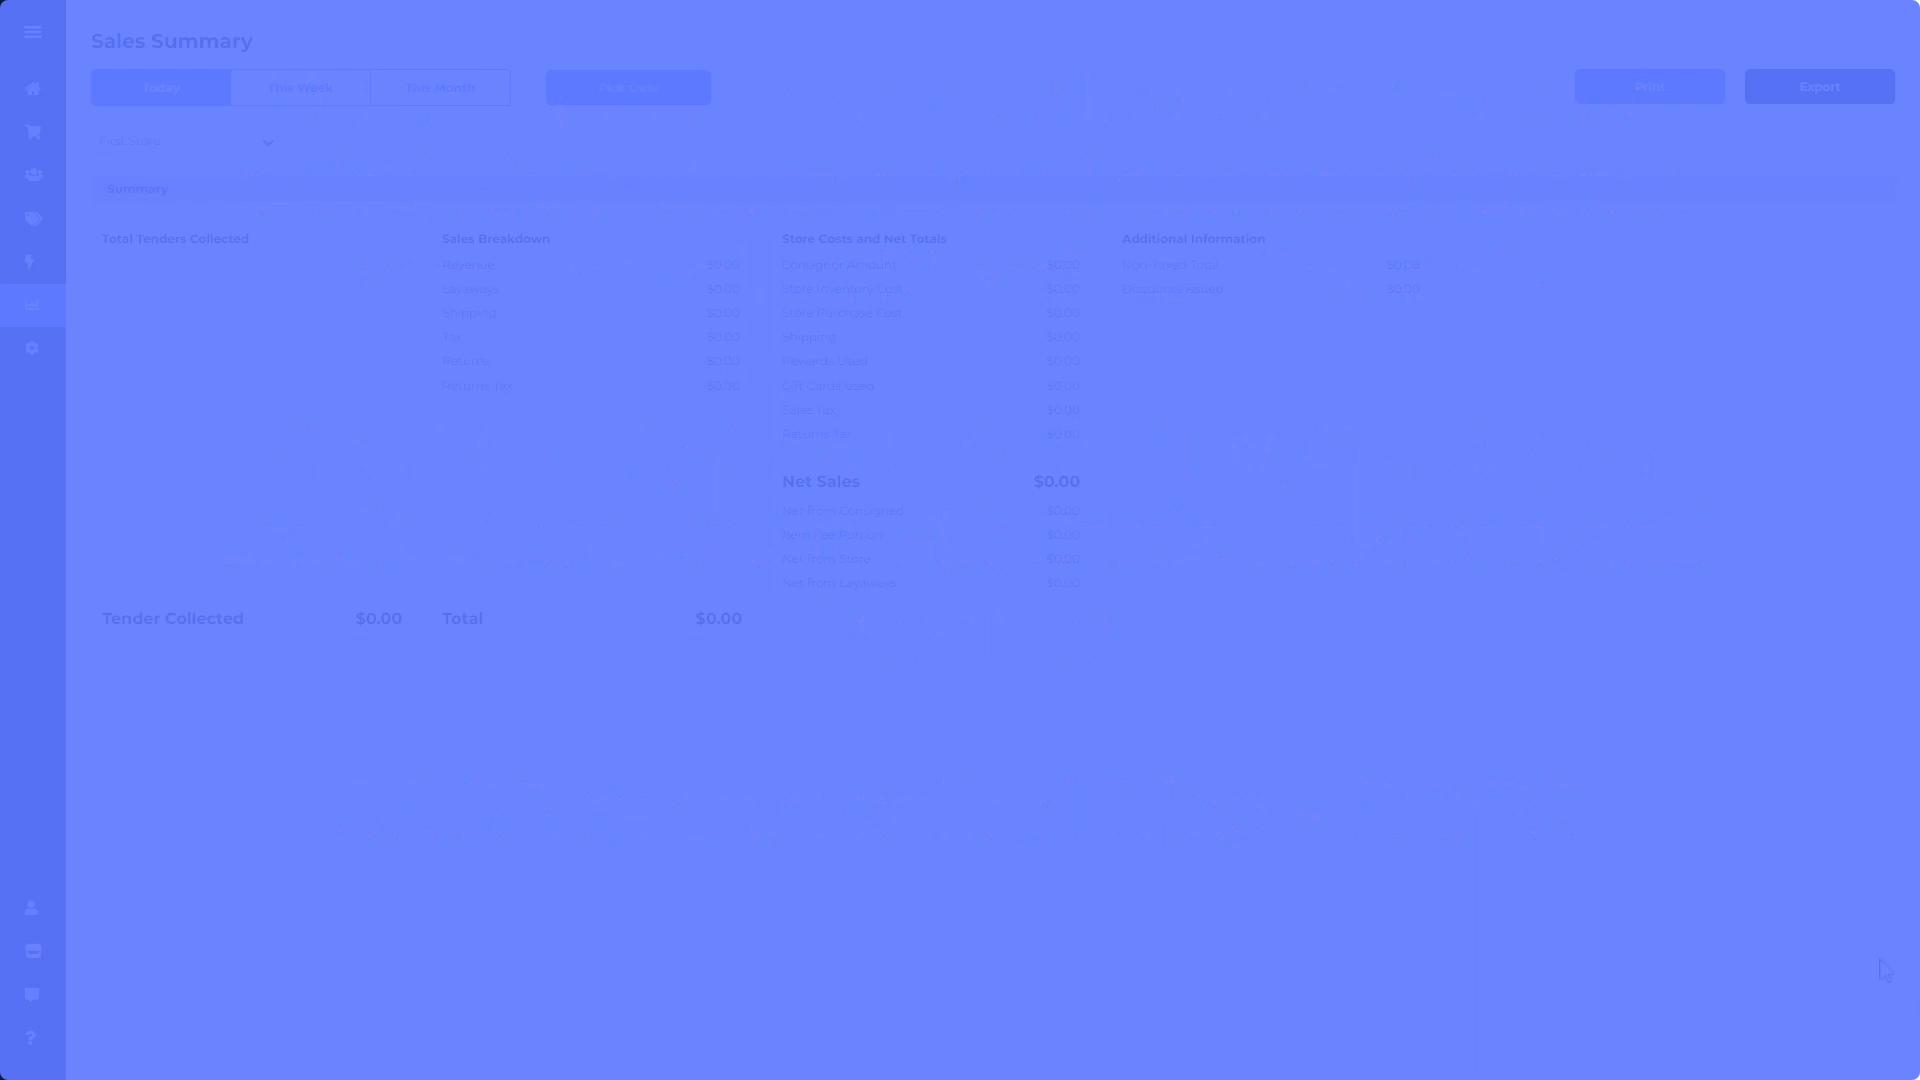 Sales Summary
Today This Week This Month Pick Date Print Export
First Store
Summary
Total Tenders Collected
Tender Collected $0.00
Sales Breakdown
Revenue $0.00
Layaways $0.00
Shipping $0.00
Tax $0.00
Returns -$0.00
Returns Tax -$0.00
Total $0.00
Store Costs and Net Totals
Consignor Amount $0.00
Store Inventory Cost $0.00
Store Purchase Cost $0.00
Shipping $0.00
Rewards Used $0.00
Gift Cards Used $0.00
Sales Tax $0.00
Returns Tax -$0.00
Net Sales $0.00
Net from Consigned $0.00
Item Fee Portion $0.00
Net from Store $0.00
Net from Layaways $0.00
Additional Information
Non-Taxed Total $0.00
Discounts Issued $0.00